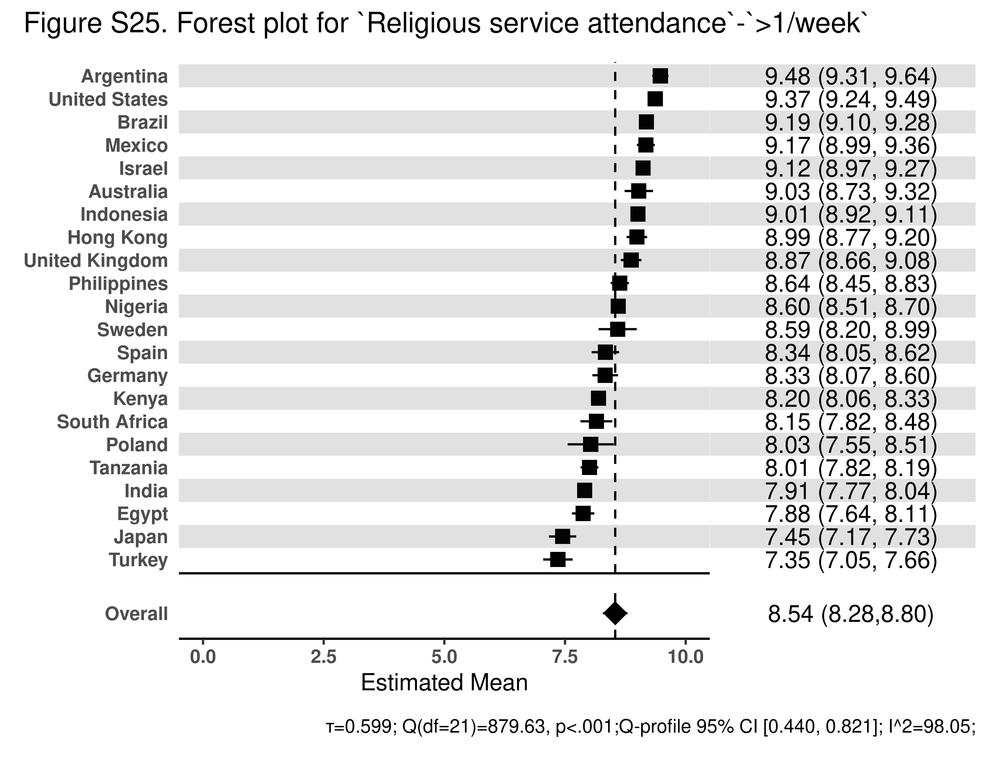 Figure S25. Forest plot for `Religious service attendance`-`>1/week`
Argentina 9.48 (9.31, 9.64)
United States 9.37 (9.24, 9.49)
Brazil 9.19 (9.10, 9.28)
Mexico 9.17 (8.99, 9.36)
Israel 9.12 (8.97, 9.27)
Australia 9.03 (8.73, 9.32)
Indonesia 9.01 (8.92, 9.11)
Hong Kong 8.99 (8.77, 9.20)
United Kingdom 8.87 (8.66, 9.08)
Philippines 8.64 (8.45, 8.83)
Nigeria 8.60 (8.51, 8.70)
Sweden 8.59 (8.20, 8.99)
Spain 8.34 (8.05, 8.62)
Germany 8.33 (8.07, 8.60)
Kenya 8.20 (8.06, 8.33)
South Africa 8.15 (7.82, 8.48)
Poland 8.03 (7.55, 8.51)
Tanzania 8.01 (7.82, 8.19)
India 7.91 (7.77, 8.04)
Egypt 7.88 (7.64, 8.11)
Japan 7.45 (7.17, 7.73)
Turkey 7.35 (7.05, 7.66)
Overall 8.54 (8.28,8.80)
0.0 2.5 5.0 7.5 10.0
Estimated Mean
τ=0.599; Q(df=21)=879.63, p<.001;Q-profile 95% CI [0.440, 0.821]; I^2=98.05;